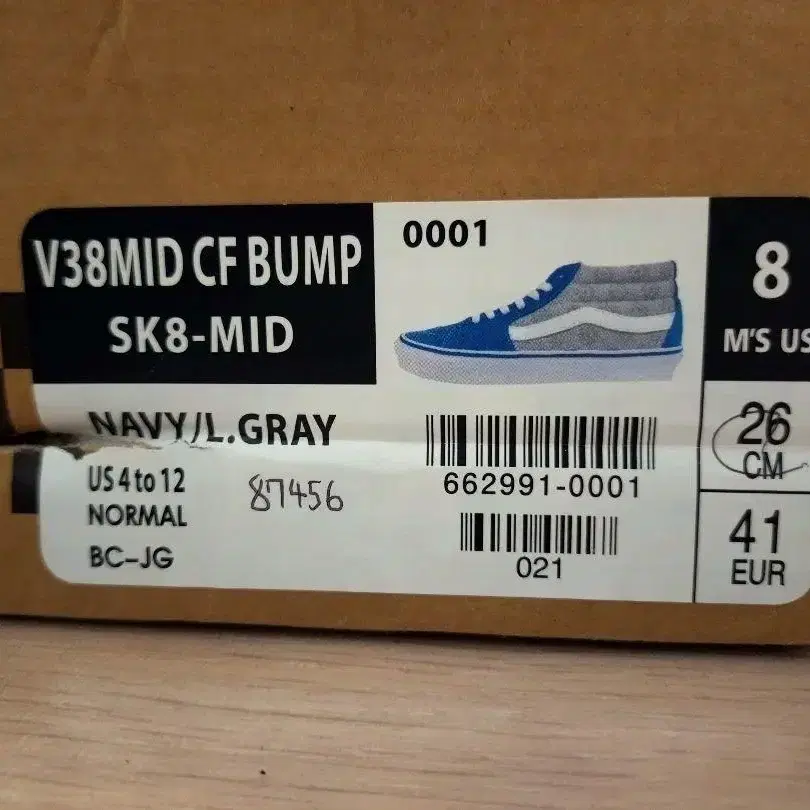 V38MID CF BUMP
SK8-MID
0001
8
M'S US
NAVY/L.GRAY
26
CM
US 4 to 12
87456
662991-0001
NORMAL
BC-JG
021
41
EUR